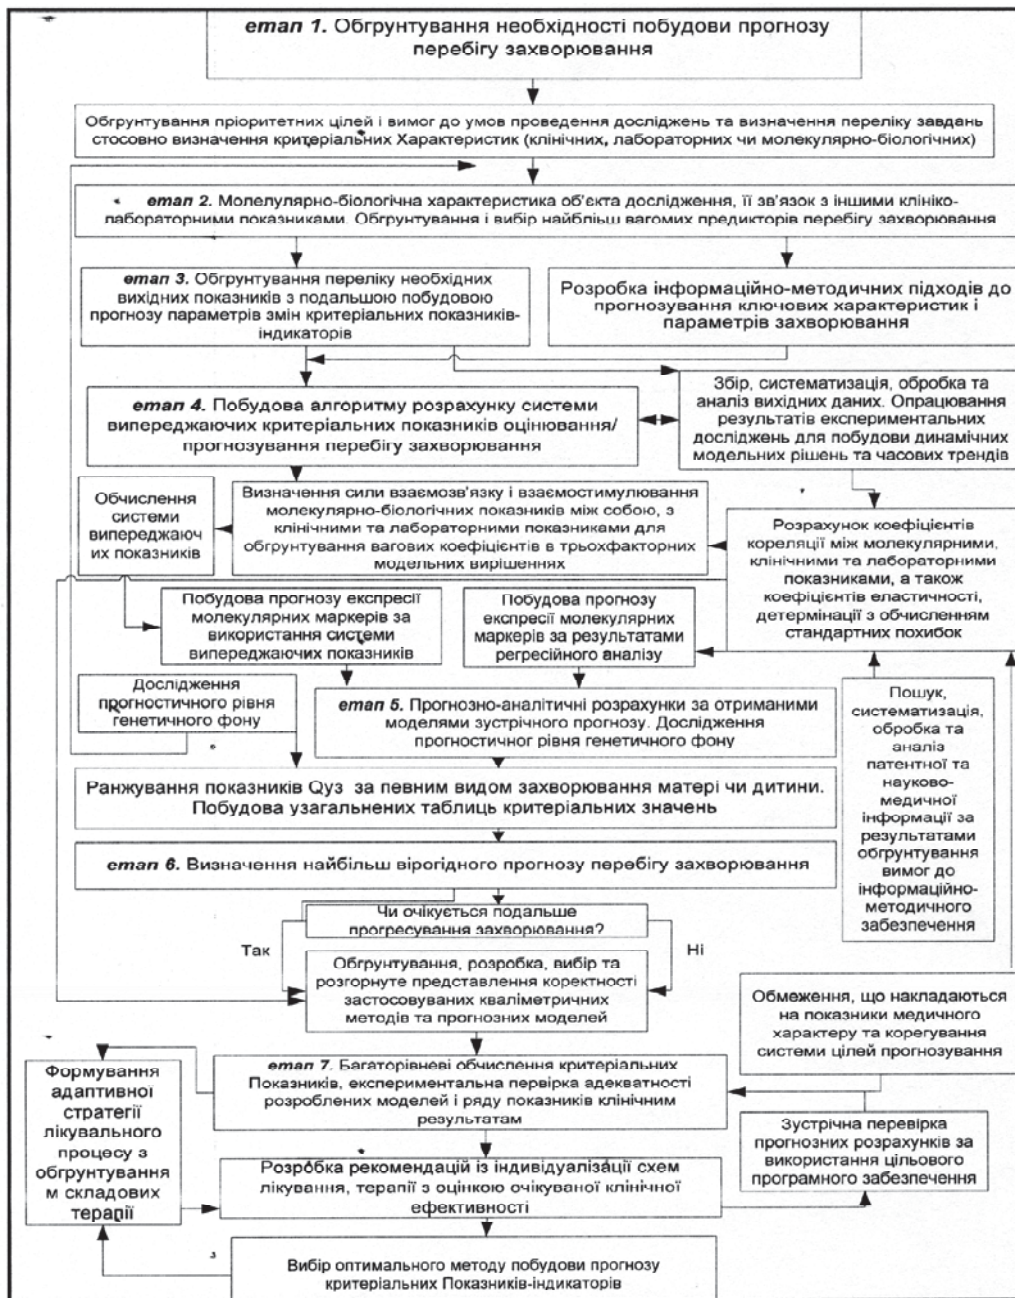 етап 1. Обгрунтування необхідності побудови прогнозу
перебігу захворювання
Обгрунтування пріоритетних цілей і вимог до умов проведення досліджень та визначення переліку завдань
стосовно визначення критеріальних Характеристик (клінічних, лабораторних чи молекулярно-біологічних)
етап 2. Молелулярно-біологічна характеристика об'єкта дослідження, її зв'язок з іншими клініко-
лабораторними показниками. Обгрунтування і вибір найбільш вагомих предикторів перебігу захворювання
етап 3. Обгрунтування переліку необхідних
вихідних показників з подальшою побудовою
прогнозу параметрів змін критеріальних показників-
індикаторів
Розробка інформаційно-методичних підходів до
прогнозування ключових характеристик і
параметрів захворювання
етап 4. Побудова алгоритму розрахунку системи
випереджаючих критеріальних показників оцінювання/
прогнозування перебігу захворювання
Збір, систематизація, обробка та
аналіз вихідних даних. Опрацювання
результатів експериментальних
досліджень для побудови динамічних
модельних рішень та часових трендів
Обчислення
системи
випереджаюч
их показників
Визначення сили взаємозв'язку і взаємостимулювання
молекулярно-біологічних показників між собою, з
клінічними та лабораторними показниками для
обгрунтування вагових коефіцієнтів в трьохфакторних
модельних вирішеннях
Розрахунок коефіцієнтів
кореляції між молекулярними,
клінічними та лабораторними
показниками, а також
коефіцієнтів еластичності,
детермінації з обчисленням
стандартних похибок
Побудова прогнозу експресії
молекулярних маркерів за
використання системи
випереджаючих показників
Побудова прогнозу
експресії молекулярних
маркерів за результатами
регресійного аналізу
Дослідження
прогностичного рівня
генетичного фону
етап 5. Прогнозно-аналітичні розрахунки за отриманими
моделями зустрічного прогнозу. Дослідження
прогностичног рівня генетичного фону
Пошук,
систематизація,
обробка та
аналіз
патентної та
науково-
медичної
інформації за
результатами
обгрунтування
вимог до
інформаційно-
методичного
забезпечення
Ранжування показників Qуз за певним видом захворювання матері чи дитини.
Побудова узагальнених таблиць критеріальних значень
етап 6. Визначення найбільш вірогідного прогнозу перебігу захворювання
Чи очікується подальше
прогресування захворювання?
Так
Ні
Обгрунтування, розробка, вибір та
розгорнуте представлення коректності
застосовуваних кваліметричних
методів та прогнозних моделей
Обмеження, що накладаються
на показники медичного
характеру та корегування
системи цілей прогнозування
етап 7. Багаторівневі обчислення критеріальних
Показників, експериментальна первірка адекватності
розроблених моделей і ряду показників клінічним
результатам
Формування
адаптивної
стратегії
лікувального
процесу з
обгрунтування
м складових
терапії
Зустрічна перевірка
прогнозних розрахунків за
використання цільового
програмного забезпечення
Розробка рекомендацій із індивідуалізації схем
лікування, терапії з оцінкою очікуваної клінічної
ефективності
Вибір оптимального методу побудови прогнозу
критеріальних Показників-індикаторів